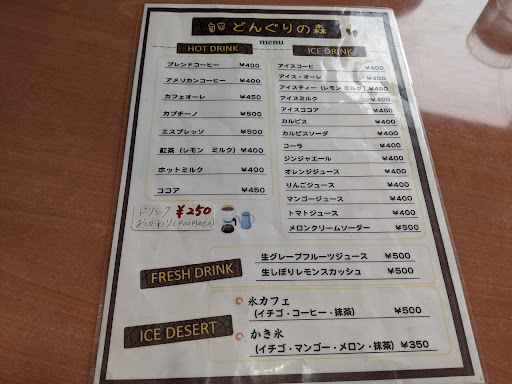 どんぐりの森
menu
HOT DRINK
ブレンドコーヒー ¥400
アメリカンコーヒー ¥400
カフェオーレ ¥450
カプチーノ ¥500
エスプレッソ ¥500
紅茶(レモン ミルク) ¥400
ホットミルク ¥400
ココア ¥450
ドリンク ¥250
おかわり
ICE DRINK
アイスコーヒ ¥400
アイス・オーレ ¥400
アイスティー(レモン ミルク) ¥400
アイスミルク ¥400
アイスココア ¥400
カルピス ¥400
カルピスソーダ ¥400
コーラ ¥400
ジンジャエール ¥400
オレンジジュース ¥400
りんごジュース ¥400
マンゴージュース ¥400
トマトジュース ¥400
メロンクリームソーダー ¥500
FRESH DRINK
生グレープフルーツジュース ¥500
生しぼりレモンスカッシュ ¥500
ICE DESERT
氷カフェ
(イチゴ・コーヒー・抹茶) ¥500
かき氷
(イチゴ・マンゴー・メロン・抹茶) ¥350